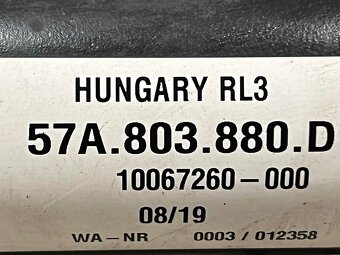 HUNGARY RL3
57A.803.880.D
10067260-000
08/19
WA-NR 0003 / 012358